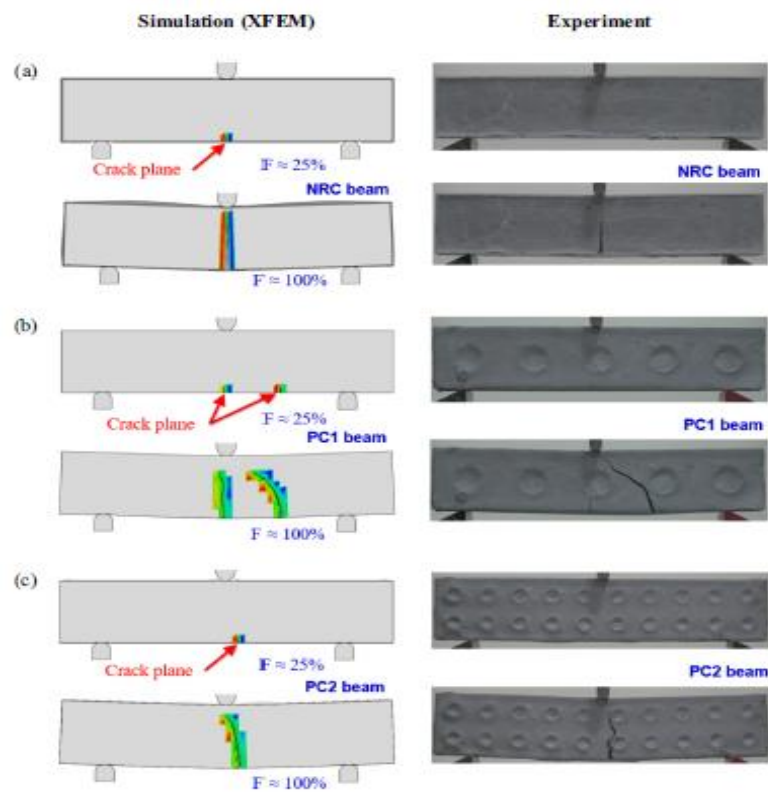 Simulation (XFEM)
Experiment
(a)
Crack plane
F ≈ 25%
NRC beam
NRC beam
F ≈ 100%
(b)
Crack plane
F ≈ 25%
PC1 beam
PC1 beam
F ≈ 100%
(c)
Crack plane
F ≈ 25%
PC2 beam
PC2 beam
F ≈ 100%